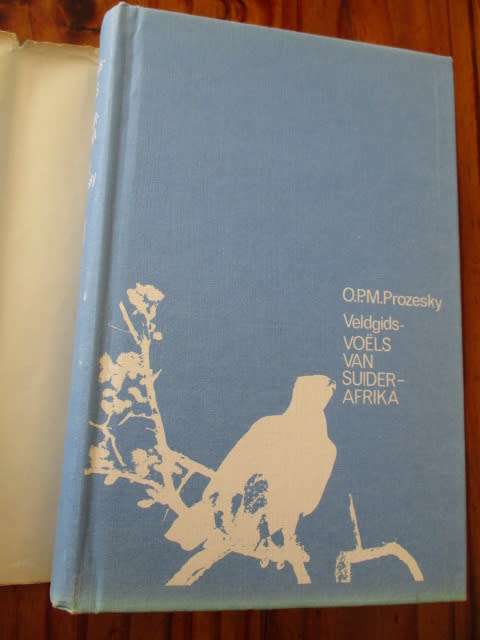 O.P.M.Prozesky
Veldgids-
VOËLS
VAN
SUIDER-
AFRIKA